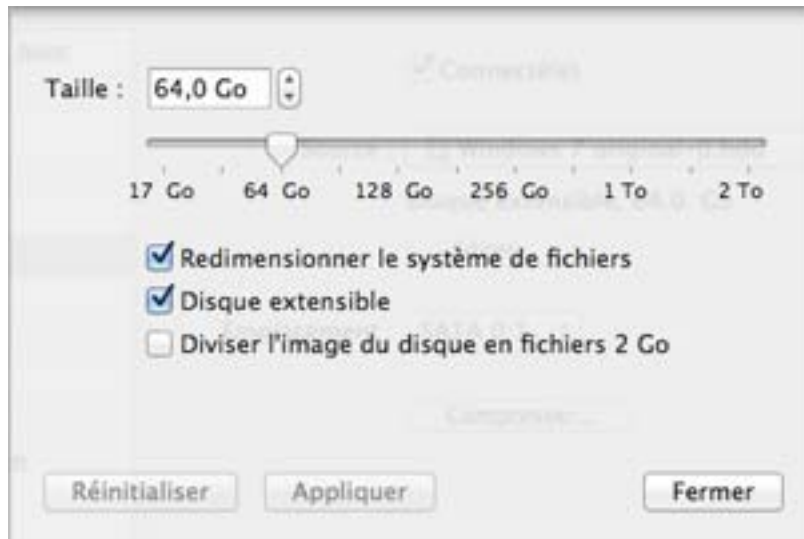 Taille : 64,0 Go
17 Go 64 Go 128 Go 256 Go 1 To 2 To
Redimensionner le système de fichiers
Disque extensible
Diviser l'image du disque en fichiers 2 Go
Réinitialiser Appliquer Fermer